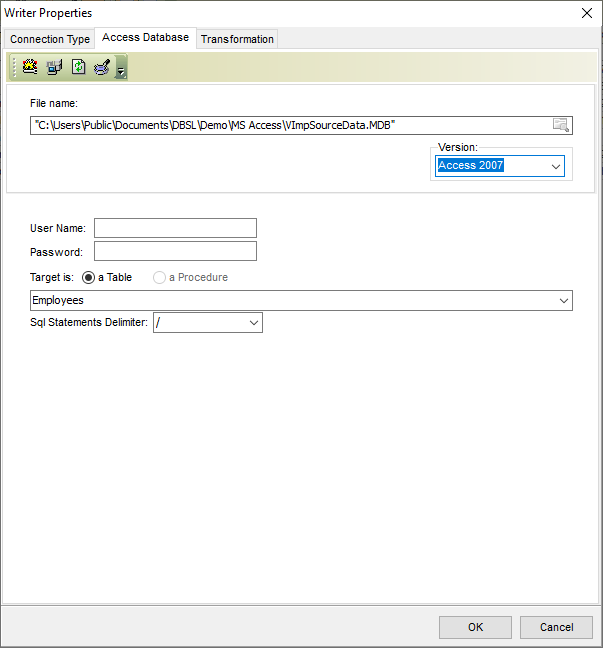 Writer Properties
Connection Type Access Database Transformation
File name:
"C:\Users\Public\Documents\DBSL\Demo\MS Access\VImpSourceData.MDB"
Version:
Access 2007
User Name:
Password:
Target is: a Table a Procedure
Employees
Sql Statements Delimiter: /
OK Cancel